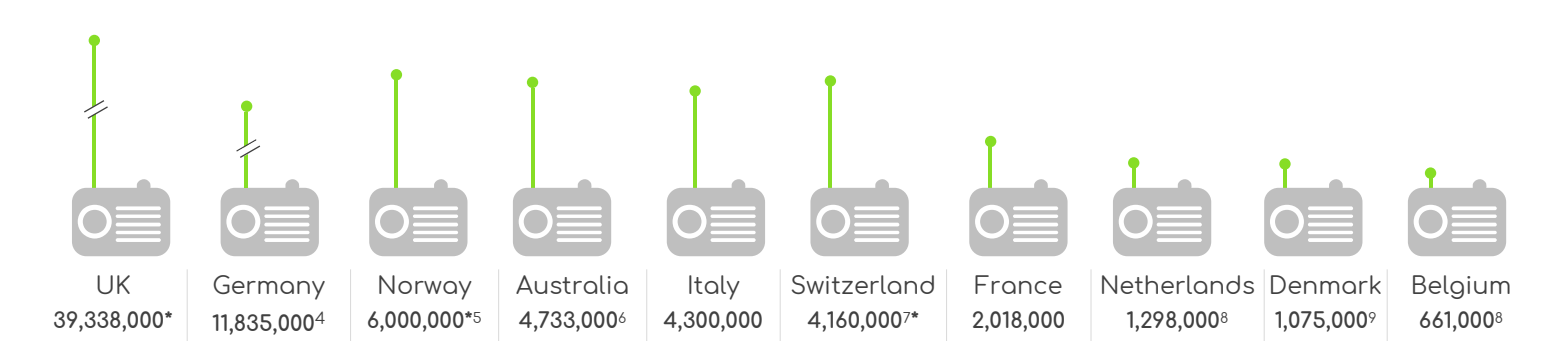 UK Germany Norway Australia Italy Switzerland France Netherlands Denmark Belgium
39,338,000* 11,835,000⁴ 6,000,000*⁵ 4,733,000⁶ 4,300,000 4,160,000⁷* 2,018,000 1,298,000⁸ 1,075,000⁹ 661,000⁸